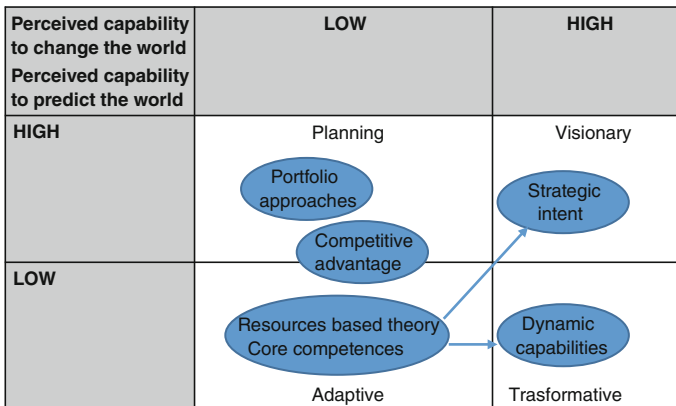 Perceived capability
to change the world
Perceived capability
to predict the world
LOW
HIGH
HIGH
Planning
Visionary
Portfolio
approaches
Strategic
intent
Competitive
advantage
LOW
Resources based theory
Core competences
Dynamic
capabilities
Adaptive
Trasformative